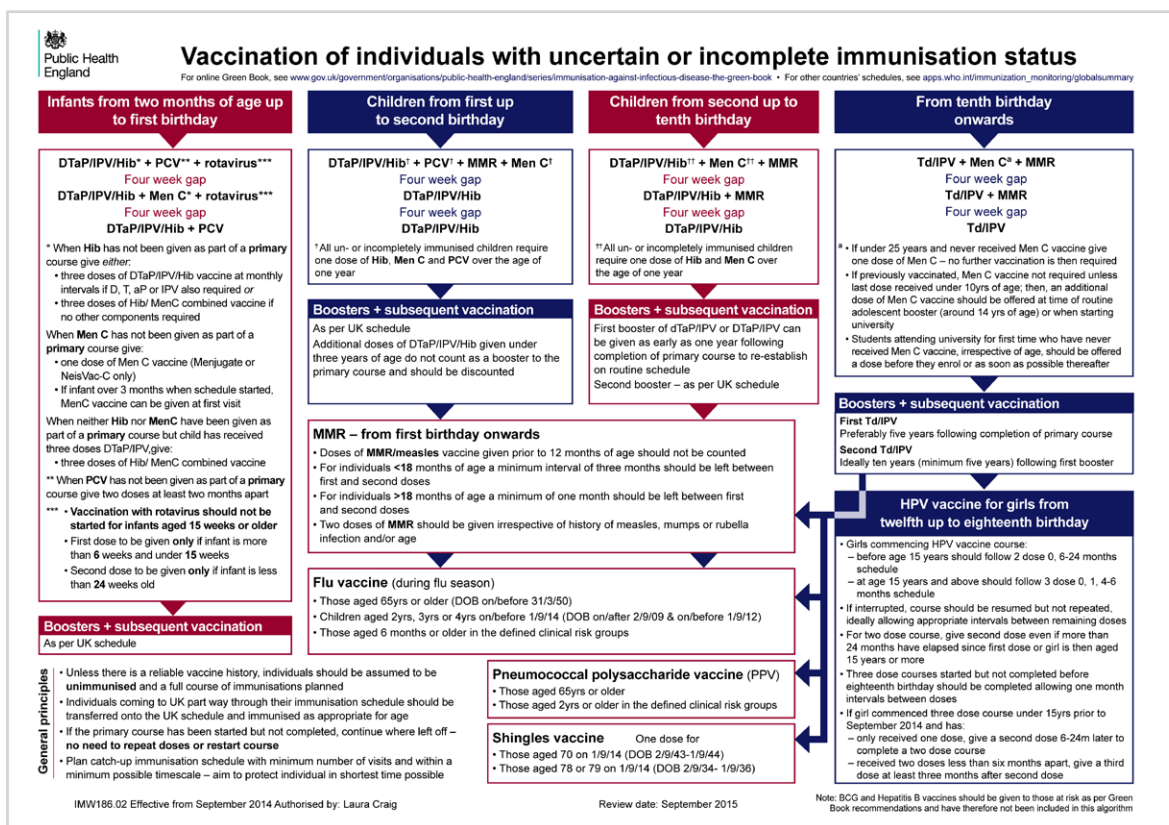 Public Health
England
Vaccination of individuals with uncertain or incomplete immunisation status
For online Green Book, see www.gov.uk/government/organisations/public-health-england/series/immunisation-against-infectious-disease-the-green-book • For other countries' schedules, see apps.who.int/immunization_monitoring/globalsummary
Infants from two months of age up
to first birthday
DTaP/IPV/Hib* + PCV** + rotavirus***
Four week gap
DTaP/IPV/Hib + Men C* + rotavirus***
Four week gap
DTaP/IPV/Hib + PCV
* When Hib has not been given as part of a primary
course give either:
• three doses of DTaP/IPV/Hib vaccine at monthly
intervals if D, T, aP or IPV also required or
• three doses of Hib/ MenC combined vaccine if
no other components required
When Men C has not been given as part of a
primary course give:
• one dose of Men C vaccine (Menjugate or
NeisVac-C only)
• If infant over 3 months when schedule started,
MenC vaccine can be given at first visit
When neither Hib nor MenC have been given as
part of a primary course but child has received
three doses DTaP/IPV,give:
• three doses of Hib/ MenC combined vaccine
** When PCV has not been given as part of a primary
course give two doses at least two months apart
*** • Vaccination with rotavirus should not be
started for infants aged 15 weeks or older
• First dose to be given only if infant is more
than 6 weeks and under 15 weeks
• Second dose to be given only if infant is less
than 24 weeks old
Boosters + subsequent vaccination
As per UK schedule
Children from first up
to second birthday
DTaP/IPV/Hib† + PCV† + MMR + Men C†
Four week gap
DTaP/IPV/Hib
Four week gap
DTaP/IPV/Hib
† All un- or incompletely immunised children require
one dose of Hib, Men C and PCV over the age of
one year
Boosters + subsequent vaccination
As per UK schedule
Additional doses of DTaP/IPV/Hib given under
three years of age do not count as a booster to the
primary course and should be discounted
Children from second up to
tenth birthday
DTaP/IPV/Hib†† + Men C†† + MMR
Four week gap
DTaP/IPV/Hib + MMR
Four week gap
DTaP/IPV/Hib
†† All un- or incompletely immunised children
require one dose of Hib and Men C over
the age of one year
Boosters + subsequent vaccination
First booster of dTaP/IPV or DTaP/IPV can
be given as early as one year following
completion of primary course to re-establish
on routine schedule
Second booster – as per UK schedule
From tenth birthday
onwards
Td/IPV + Men Cª + MMR
Four week gap
Td/IPV + MMR
Four week gap
Td/IPV
ª • If under 25 years and never received Men C vaccine give
one dose of Men C – no further vaccination is then required
• If previously vaccinated, Men C vaccine not required unless
last dose received under 10yrs of age; then, an additional
dose of Men C vaccine should be offered at time of routine
adolescent booster (around 14 yrs of age) or when starting
university
• Students attending university for first time who have never
received Men C vaccine, irrespective of age, should be offered
a dose before they enrol or as soon as possible thereafter
Boosters + subsequent vaccination
First Td/IPV
Preferably five years following completion of primary course
Second Td/IPV
Ideally ten years (minimum five years) following first booster
MMR – from first birthday onwards
• Doses of MMR/measles vaccine given prior to 12 months of age should not be counted
• For individuals <18 months of age a minimum interval of three months should be left between
first and second doses
• For individuals >18 months of age a minimum of one month should be left between first
and second doses
• Two doses of MMR should be given irrespective of history of measles, mumps or rubella
infection and/or age
Flu vaccine (during flu season)
• Those aged 65yrs or older (DOB on/before 31/3/50)
• Children aged 2yrs, 3yrs or 4yrs on/before 1/9/14 (DOB on/after 2/9/09 & on/before 1/9/12)
• Those aged 6 months or older in the defined clinical risk groups
Pneumococcal polysaccharide vaccine (PPV)
• Those aged 65yrs or older
• Those aged 2yrs or older in the defined clinical risk groups
Shingles vaccine One dose for
• Those aged 70 on 1/9/14 (DOB 2/9/43-1/9/44)
• Those aged 78 or 79 on 1/9/14 (DOB 2/9/34- 1/9/36)
HPV vaccine for girls from
twelfth up to eighteenth birthday
• Girls commencing HPV vaccine course:
– before age 15 years should follow 2 dose 0, 6-24 months
schedule
– at age 15 years and above should follow 3 dose 0, 1, 4-6
months schedule
• If interrupted, course should be resumed but not repeated,
ideally allowing appropriate intervals between remaining doses
• For two dose course, give second dose even if more than
24 months have elapsed since first dose or girl is then aged
15 years or more
• Three dose courses started but not completed before
eighteenth birthday should be completed allowing one month
intervals between doses
• If girl commenced three dose course under 15yrs prior to
September 2014 and has:
– only received one dose, give a second dose 6-24m later to
complete a two dose course
– received two doses less than six months apart, give a third
dose at least three months after second dose
General principles
• Unless there is a reliable vaccine history, individuals should be assumed to be
unimmunised and a full course of immunisations planned
• Individuals coming to UK part way through their immunisation schedule should be
transferred onto the UK schedule and immunised as appropriate for age
• If the primary course has been started but not completed, continue where left off –
no need to repeat doses or restart course
• Plan catch-up immunisation schedule with minimum number of visits and within a
minimum possible timescale – aim to protect individual in shortest time possible
IMW186.02 Effective from September 2014 Authorised by: Laura Craig
Review date: September 2015
Note: BCG and Hepatitis B vaccines should be given to those at risk as per Green
Book recommendations and have therefore not been included in this algorithm